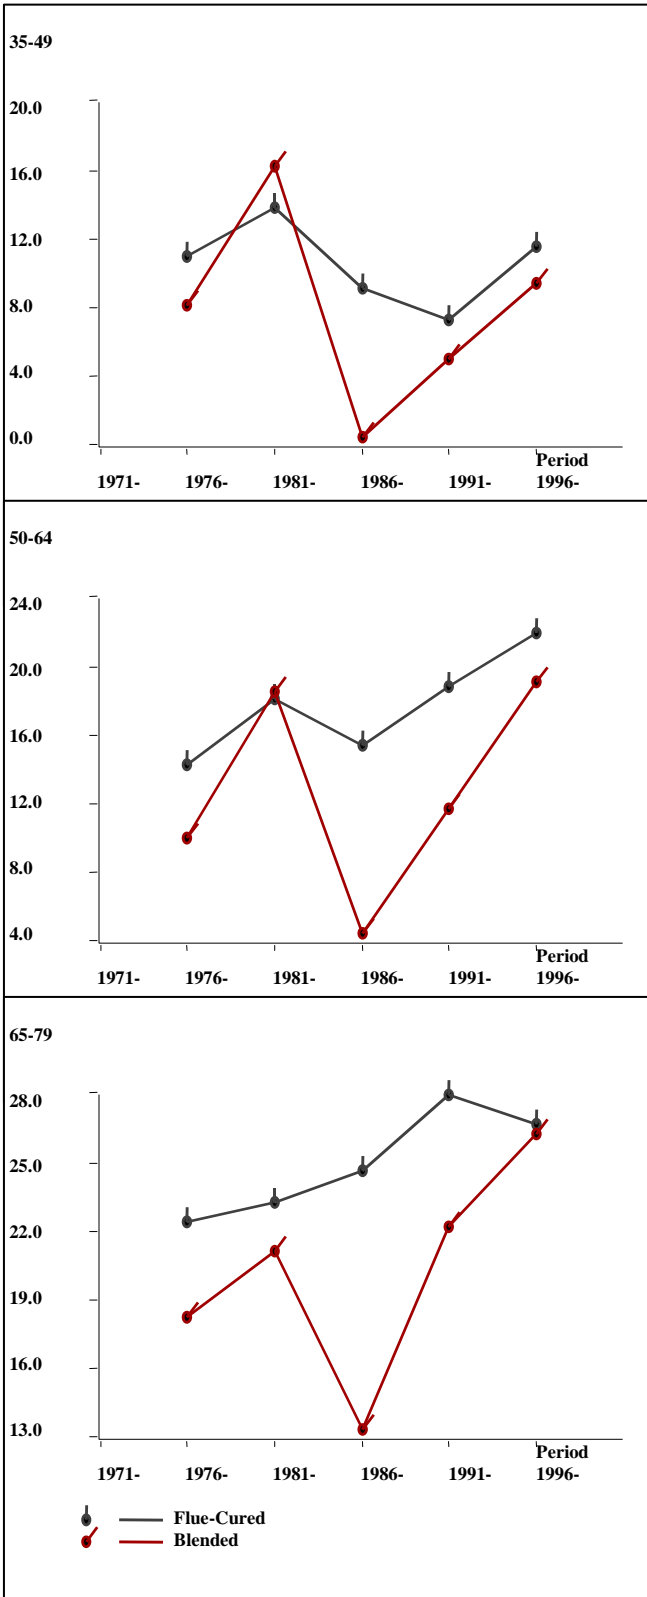 35-49
20.0
16.0
12.0
8.0
4.0
0.0
Period
1971- 1976- 1981- 1986- 1991- 1996-
50-64
24.0
20.0
16.0
12.0
8.0
4.0
Period
1971- 1976- 1981- 1986- 1991- 1996-
65-79
28.0
25.0
22.0
19.0
16.0
13.0
Period
1971- 1976- 1981- 1986- 1991- 1996-
Flue-Cured
Blended